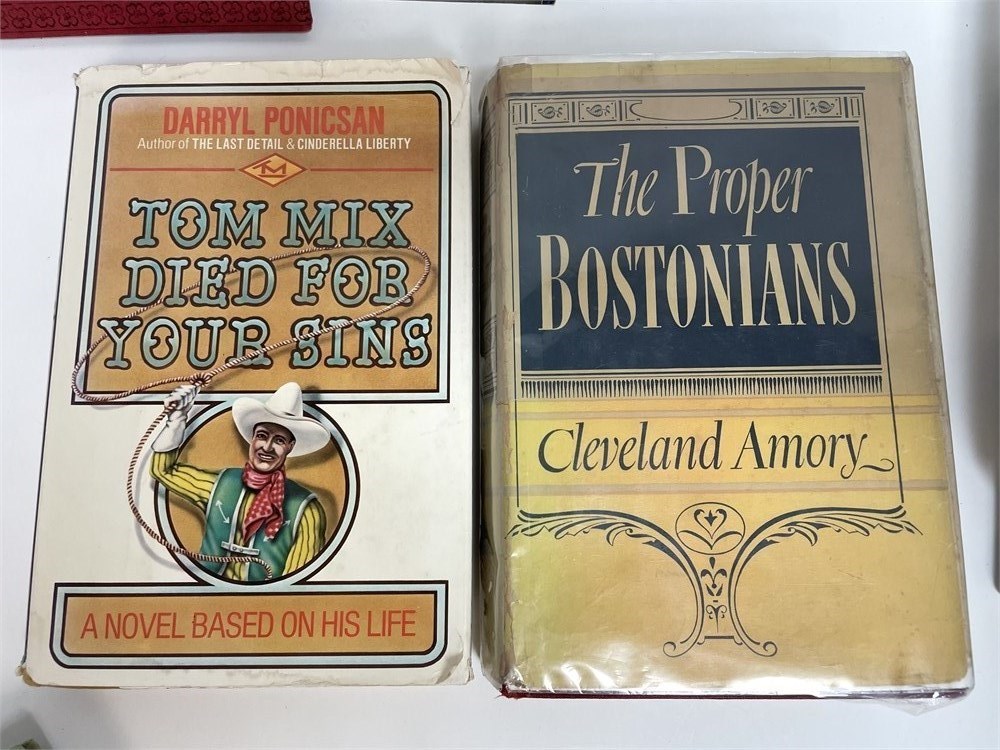 DARRYL PONICSAN
Author of THE LAST DETAIL & CINDERELLA LIBERTY
TM
TOM MIX
DIED FOR
YOUR SINS
A NOVEL BASED ON HIS LIFE
The Proper
BOSTONIANS
Cleveland Amory